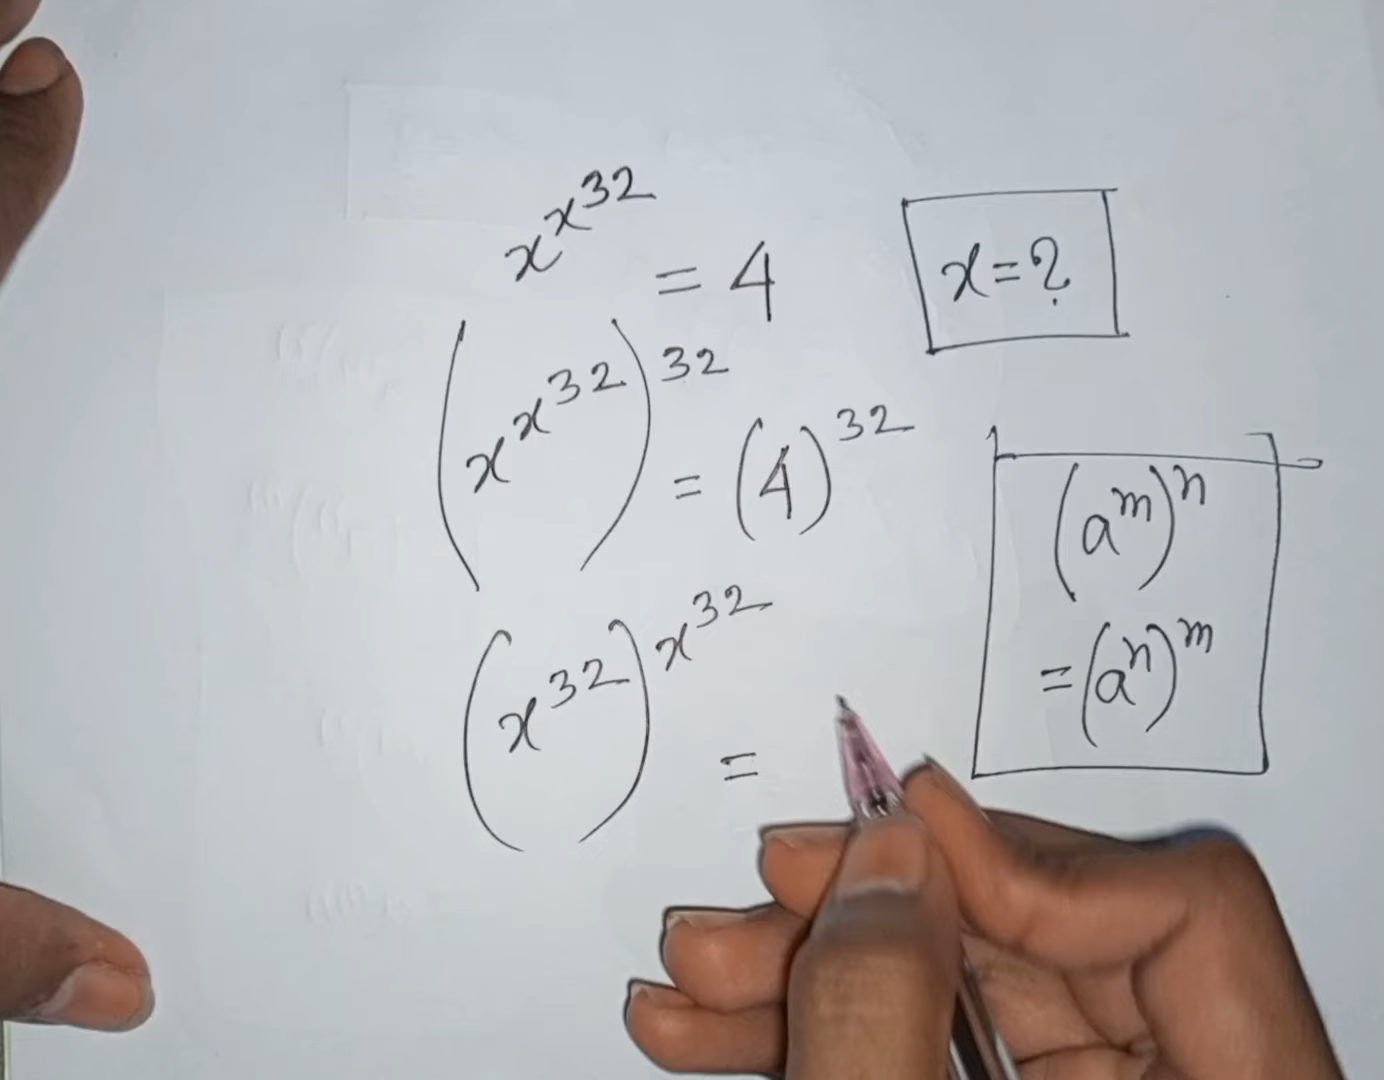 x^{x^{32}} = 4
x = ?
(x^{x^{32}})^{32} = (4)^{32}
(a^m)^n
= (a^n)^m
(x^{32})^{x^{32}} =